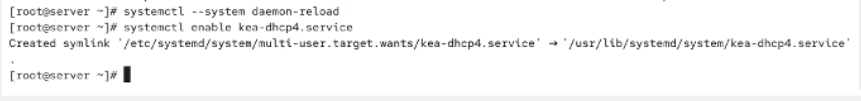 [root@server ~]# systemctl --system daemon-reload
[root@server ~]# systemctl enable kea-dhcp4.service
Created symlink '/etc/systemd/system/multi-user.target.wants/kea-dhcp4.service' → '/usr/lib/systemd/system/kea-dhcp4.service'
.
[root@server ~]#